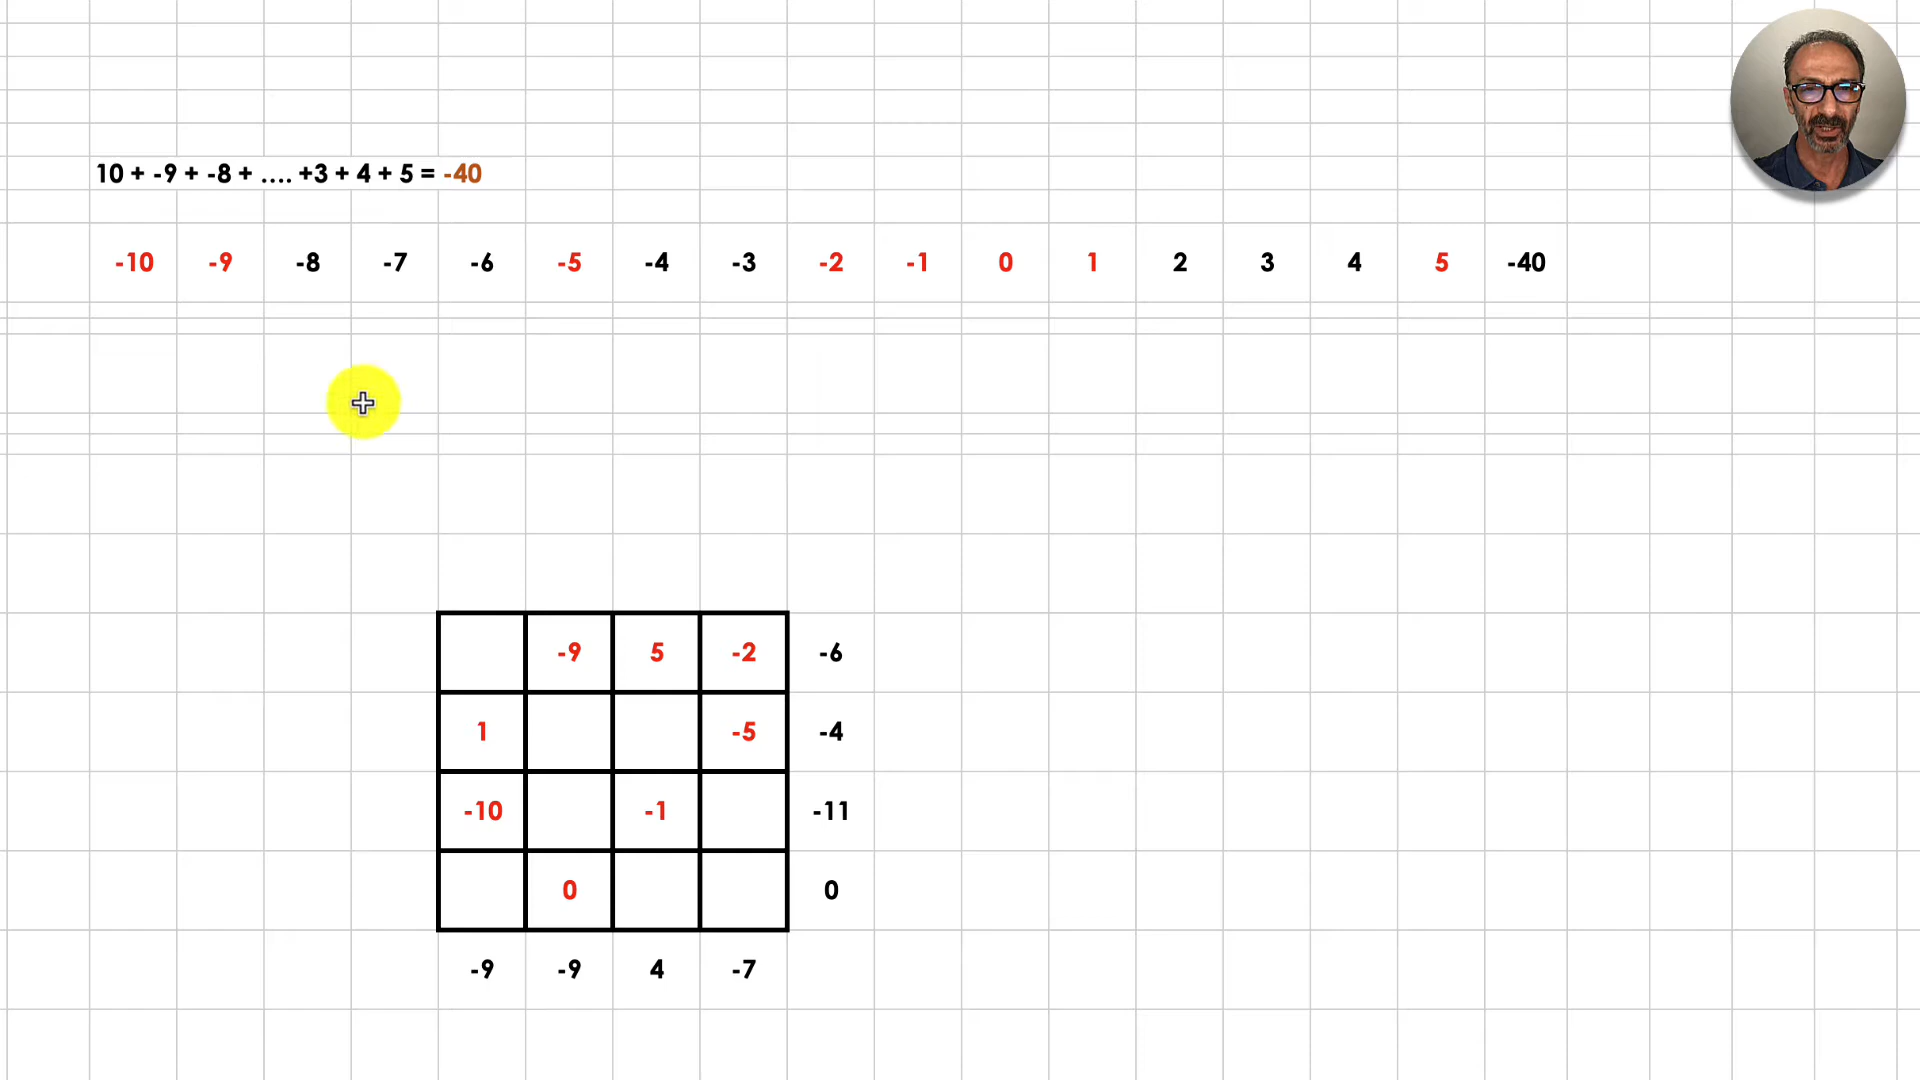 10 + -9 + -8 + .... +3 + 4 + 5 = -40
-10 -9 -8 -7 -6 -5 -4 -3 -2 -1 0 1 2 3 4 5 -40
-9 5 -2 -6
1 -5 -4
-10 -1 -11
0 0
-9 -9 4 -7